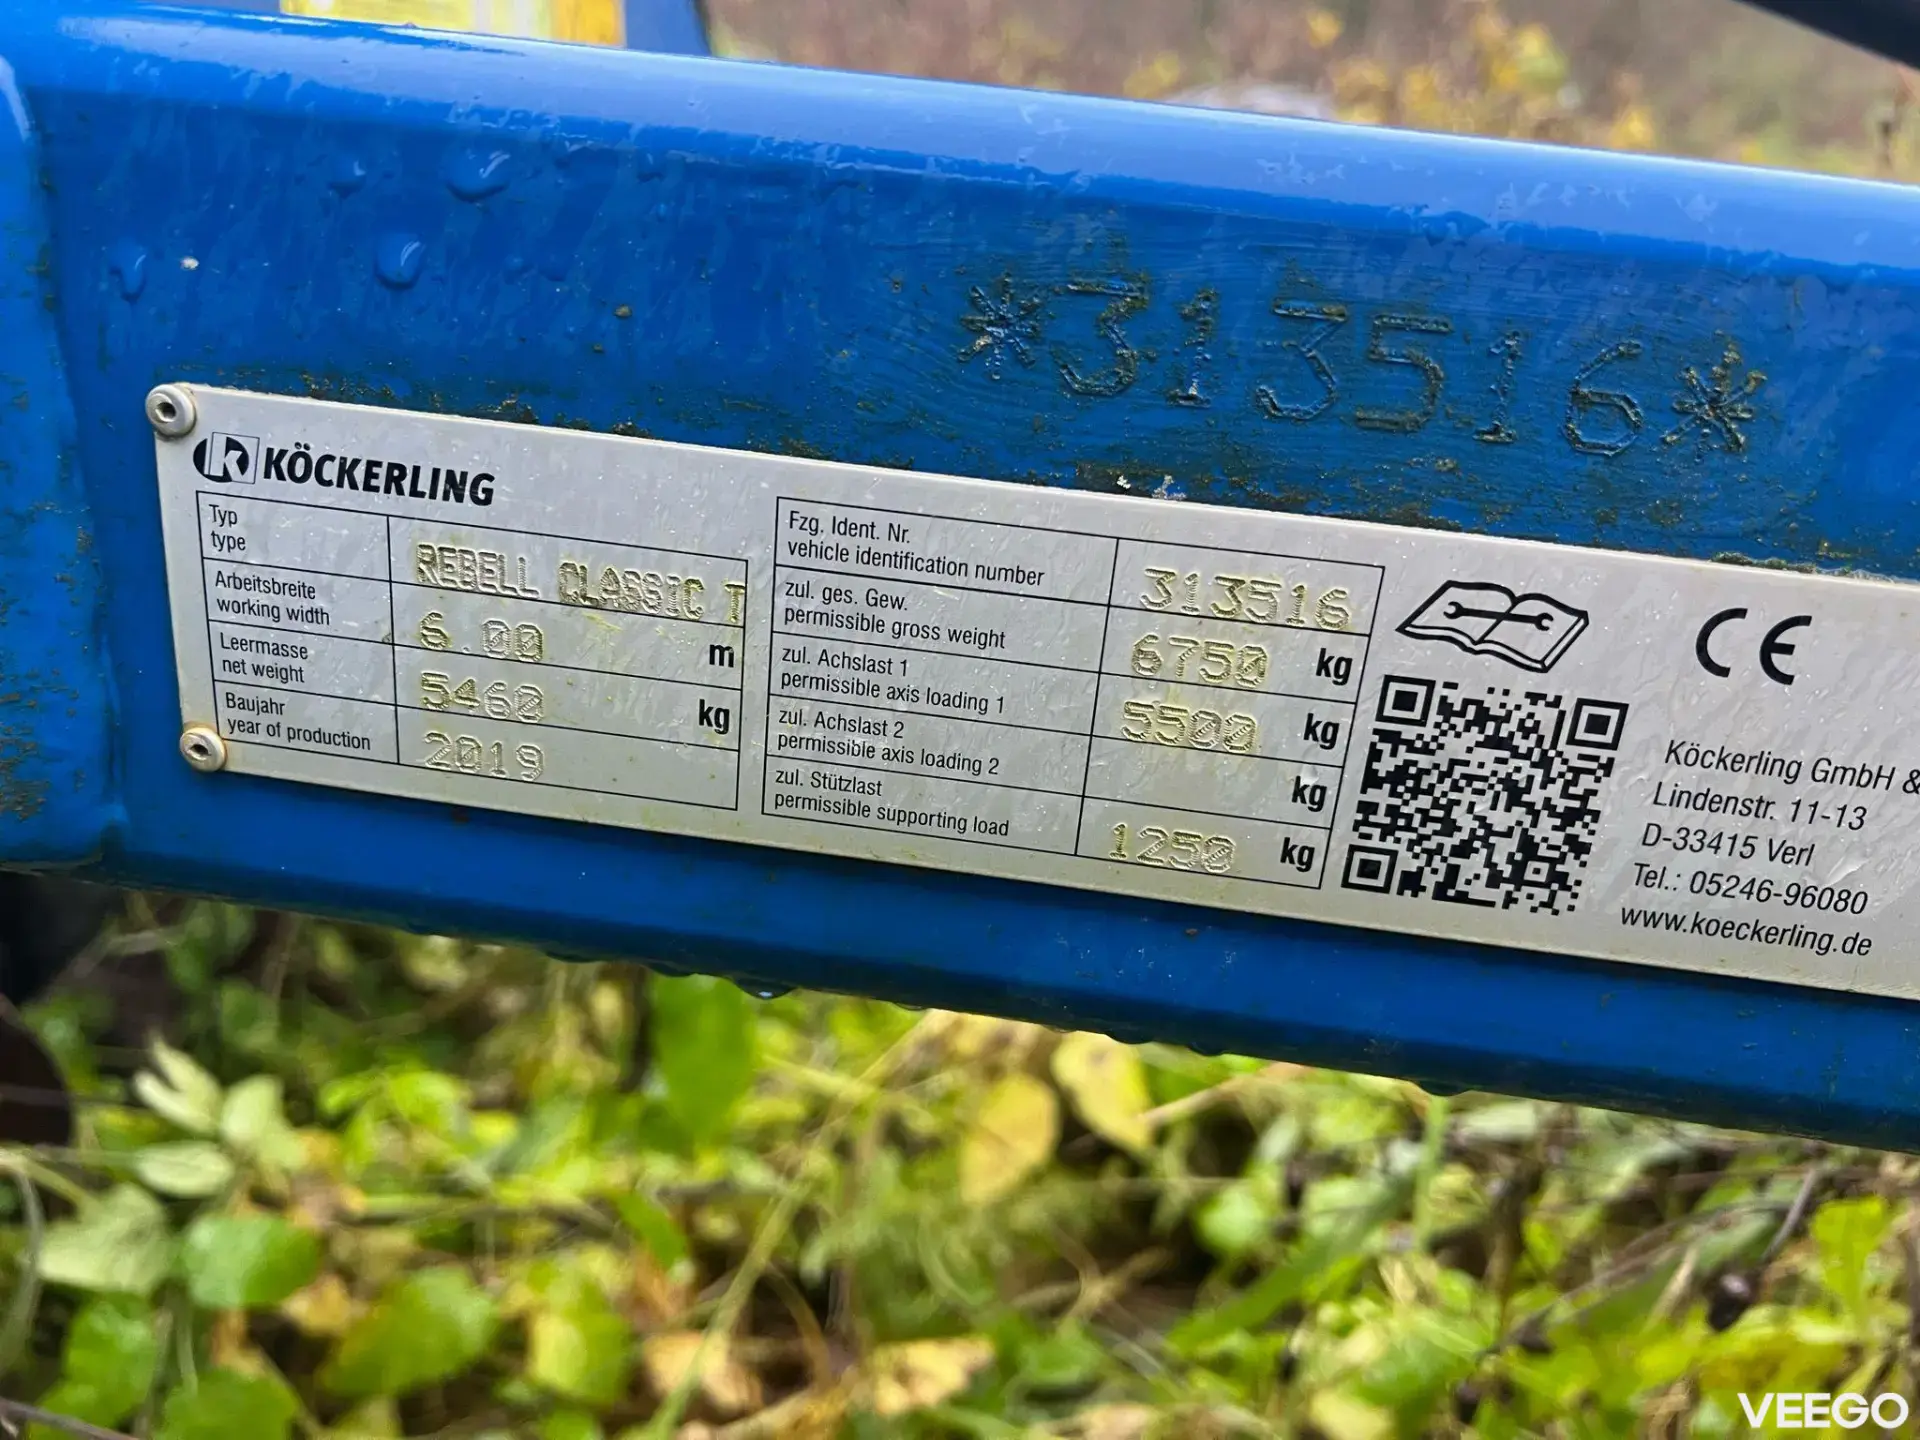 *313516*
KÖCKERLING
Typ
type
REBELL CLASSIC T
Arbeitsbreite
working width
6.00 m
Leermasse
net weight
5460 kg
Baujahr
year of production
2019
Fzg. Ident. Nr.
vehicle identification number
313516
zul. ges. Gew.
permissible gross weight
6750 kg
zul. Achslast 1
permissible axis loading 1
5500 kg
zul. Achslast 2
permissible axis loading 2
kg
zul. Stützlast
permissible supporting load
1250 kg
CE
Köckerling GmbH &
Lindenstr. 11-13
D-33415 Verl
Tel.: 05246-96080
www.koeckerling.de
VEEGO